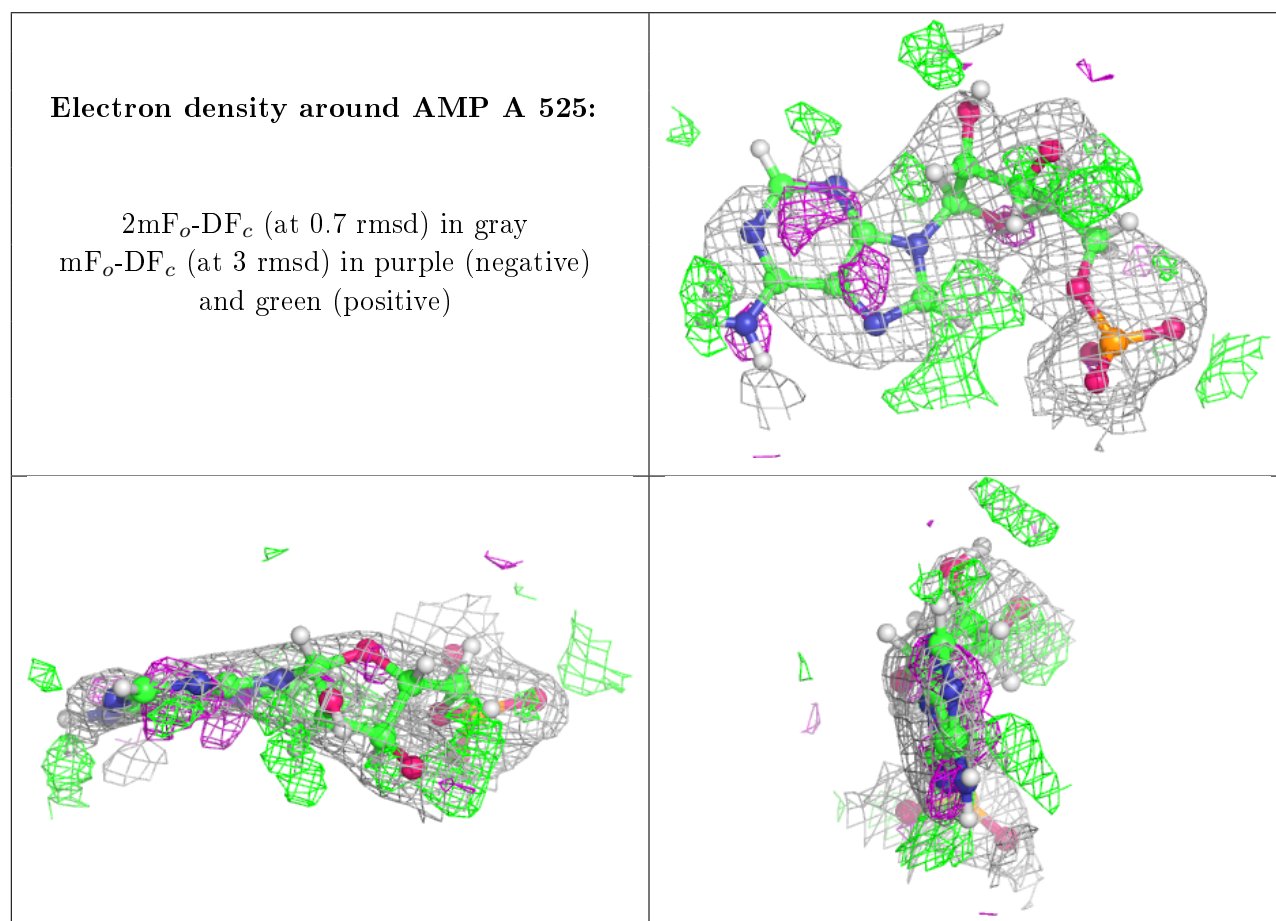 Electron density around AMP A 525:
2mFo-DFc (at 0.7 rmsd) in gray
mFo-DFc (at 3 rmsd) in purple (negative)
and green (positive)